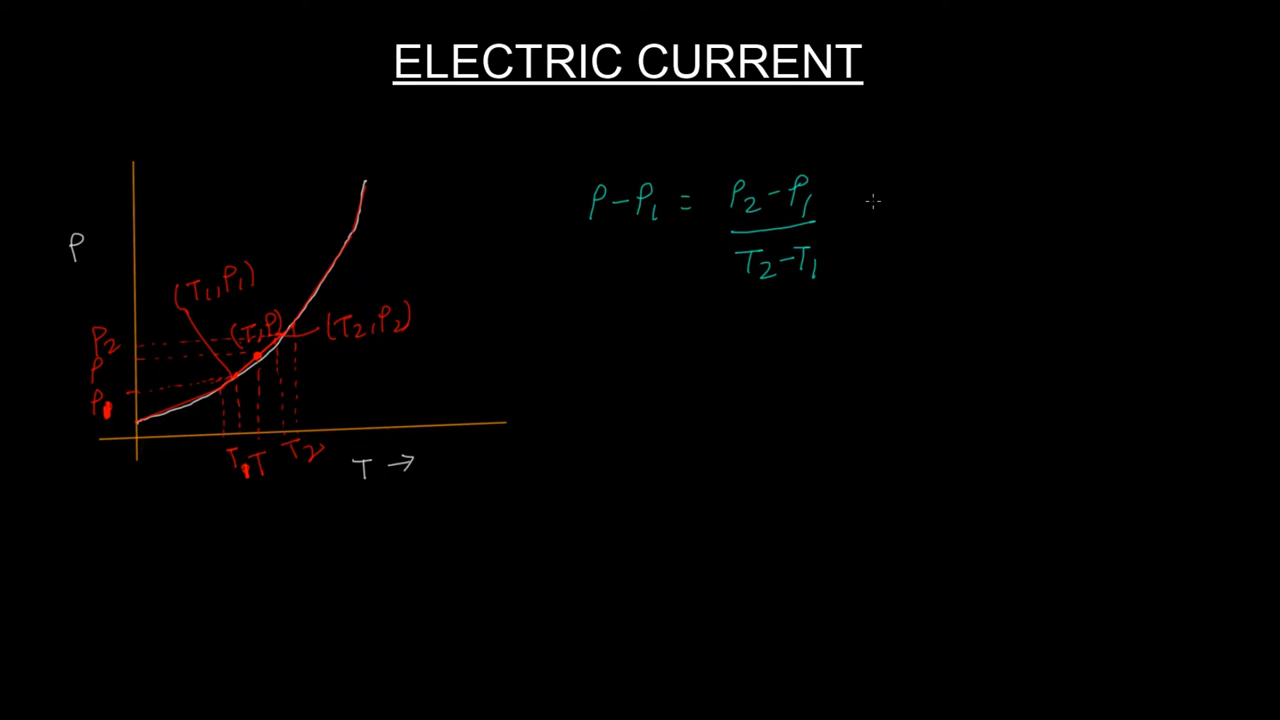 ELECTRIC CURRENT
ρ
(T₁,ρ₁)
(T,ρ)
(T₂,ρ₂)
ρ₂
ρ
ρ₁
T₁ T T₂
T →
ρ-ρ₁ = ρ₂-ρ₁
T₂-T₁